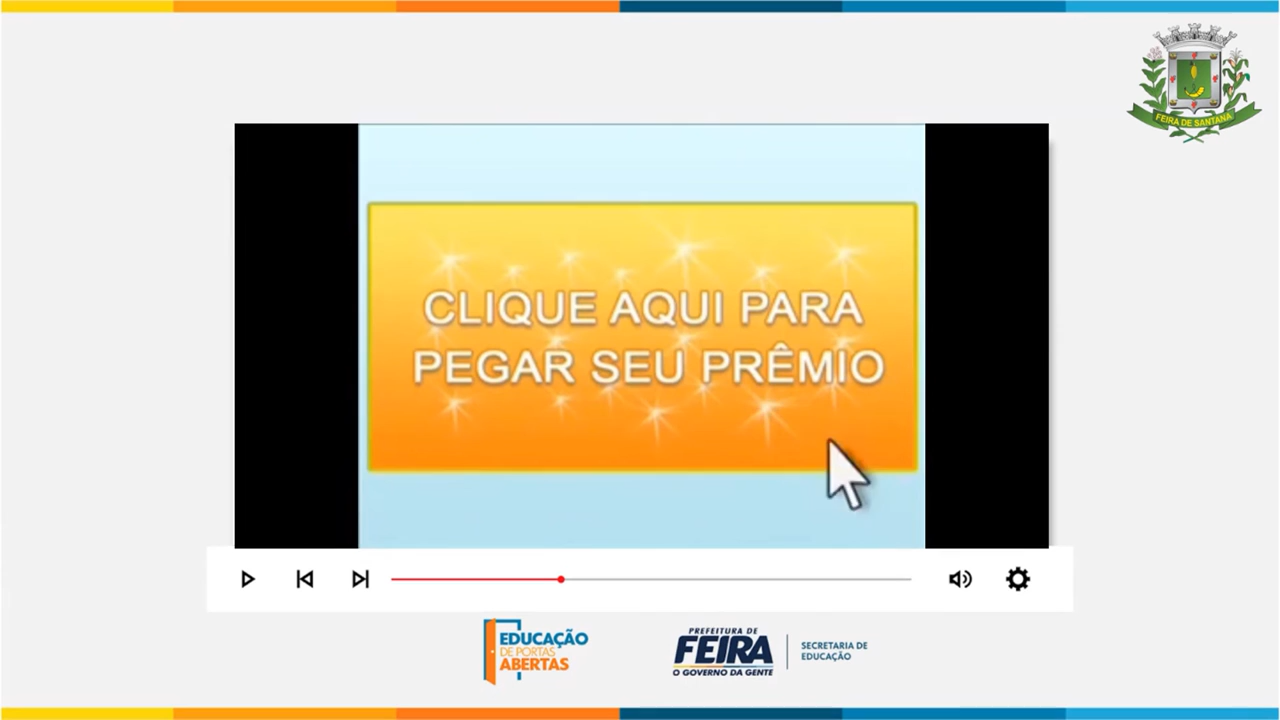 FEIRA DE SANTANA
CLIQUE AQUI PARA
PEGAR SEU PRÊMIO
EDUCAÇÃO
DE PORTAS
ABERTAS
PREFEITURA DE
FEIRA
O GOVERNO DA GENTE
SECRETARIA DE
EDUCAÇÃO